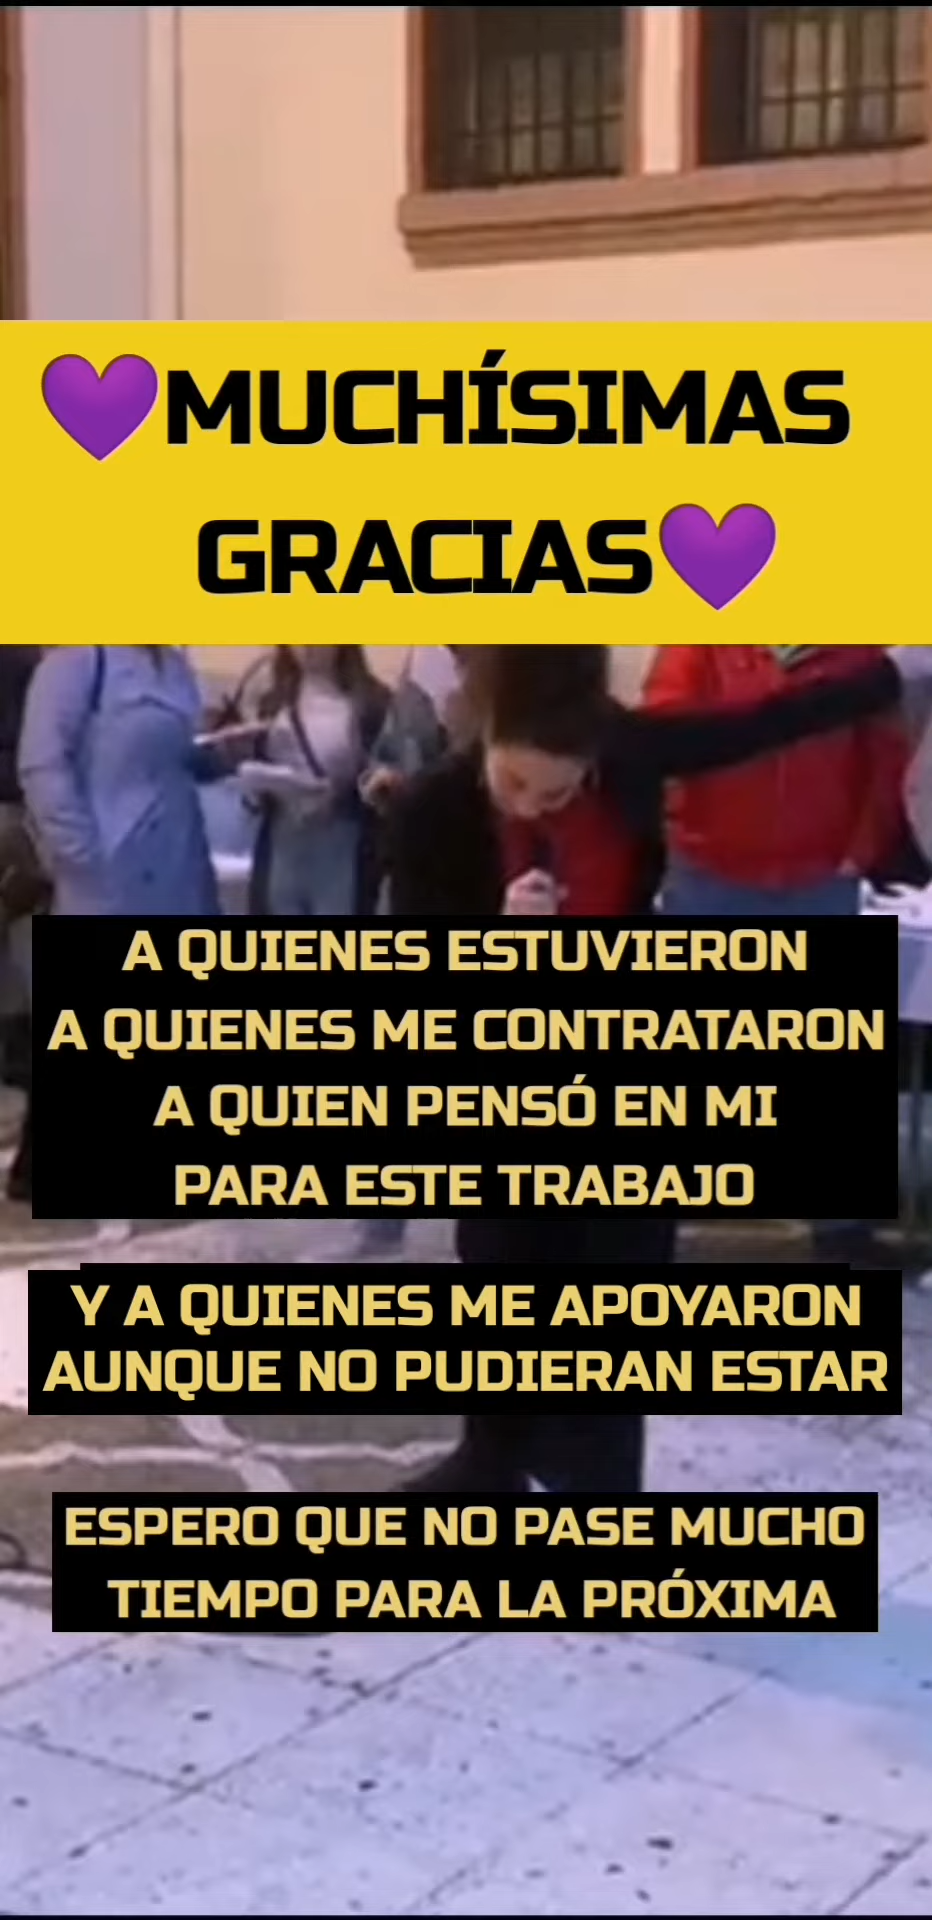 💜MUCHÍSIMAS
GRACIAS💜
A QUIENES ESTUVIERON
A QUIENES ME CONTRATARON
A QUIEN PENSÓ EN MI
PARA ESTE TRABAJO
Y A QUIENES ME APOYARON
AUNQUE NO PUDIERAN ESTAR
ESPERO QUE NO PASE MUCHO
TIEMPO PARA LA PRÓXIMA